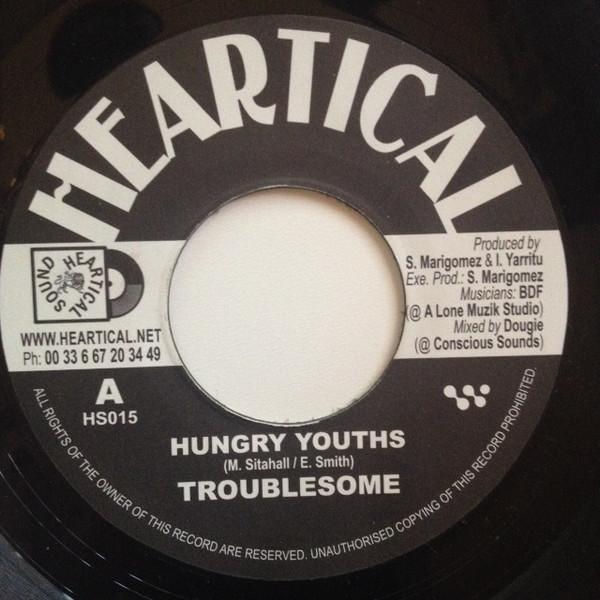 HEARTICAL
HEARTICAL
SOUND
WWW.HEARTICAL.NET
Ph: 00 33 6 67 20 34 49
Produced by
S. Marigomez & I. Yarritu
Exe. Prod.: S. Marigomez
Musicians: BDF
(@ A Lone Muzik Studio)
Mixed by Dougie
(@ Conscious Sounds)
A
HS015
HUNGRY YOUTHS
(M. Sitahall / E. Smith)
TROUBLESOME
ALL RIGHTS OF THE OWNER OF THIS RECORD ARE RESERVED. UNAUTHORISED COPYING OF THIS RECORD PROHIBITED.